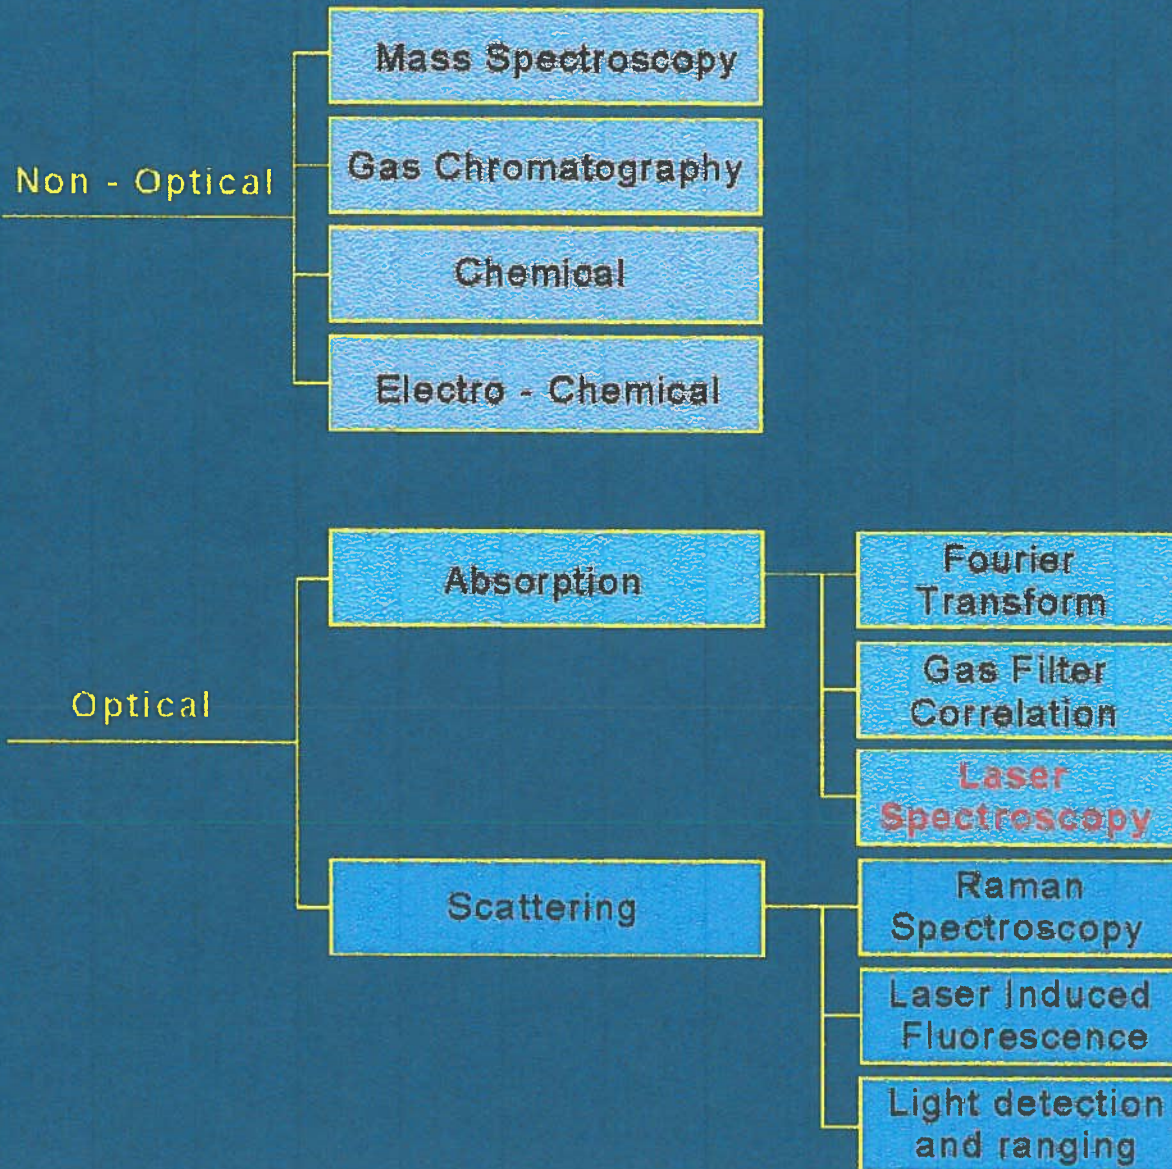 Non - Optical
Mass Spectroscopy
Gas Chromatography
Chemical
Electro - Chemical
Optical
Absorption
Fourier
Transform
Gas Filter
Correlation
Laser
Spectroscopy
Scattering
Raman
Spectroscopy
Laser Induced
Fluorescence
Light detection
and ranging